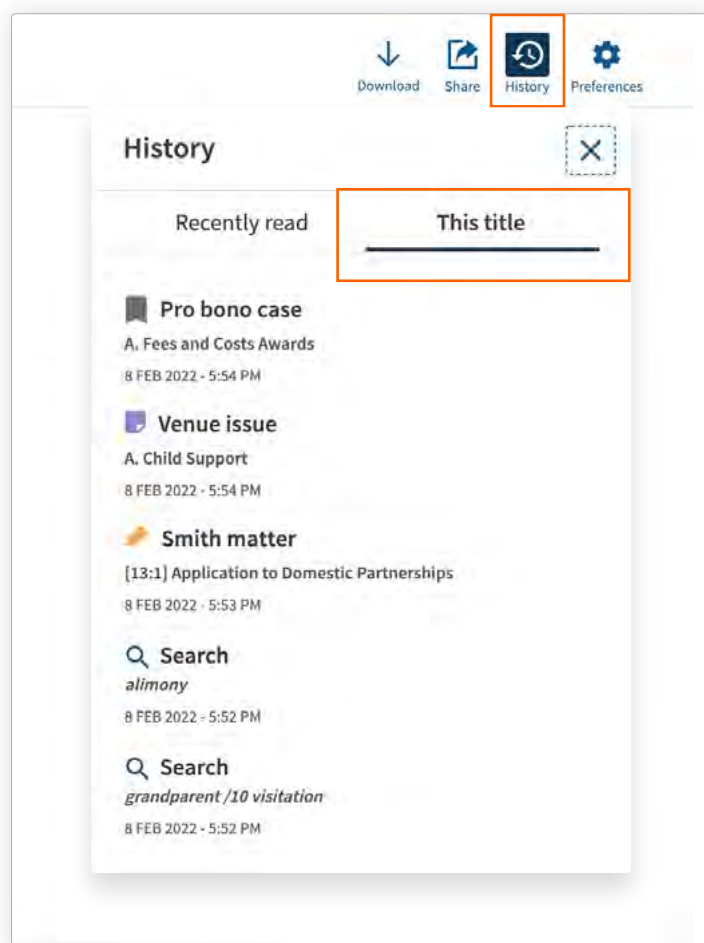 Download Share History Preferences
History
Recently read This title
Pro bono case
A. Fees and Costs Awards
8 FEB 2022 - 5:54 PM
Venue issue
A. Child Support
8 FEB 2022 - 5:54 PM
Smith matter
[13:1] Application to Domestic Partnerships
8 FEB 2022 - 5:53 PM
Search
alimony
8 FEB 2022 - 5:52 PM
Search
grandparent /10 visitation
8 FEB 2022 - 5:52 PM